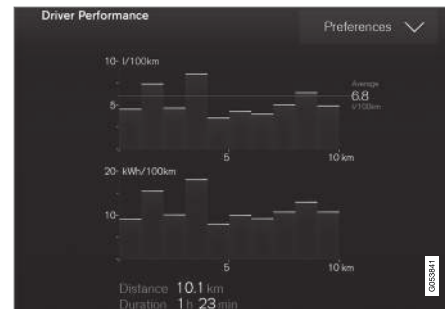 Driver Performance
Preferences
10- l/100km
Average
6.8
l/100km
5-
5
10 km
20- kWh/100km
10-
5
10 km
G053841
Distance 10.1 km
Duration 1 h 23 min